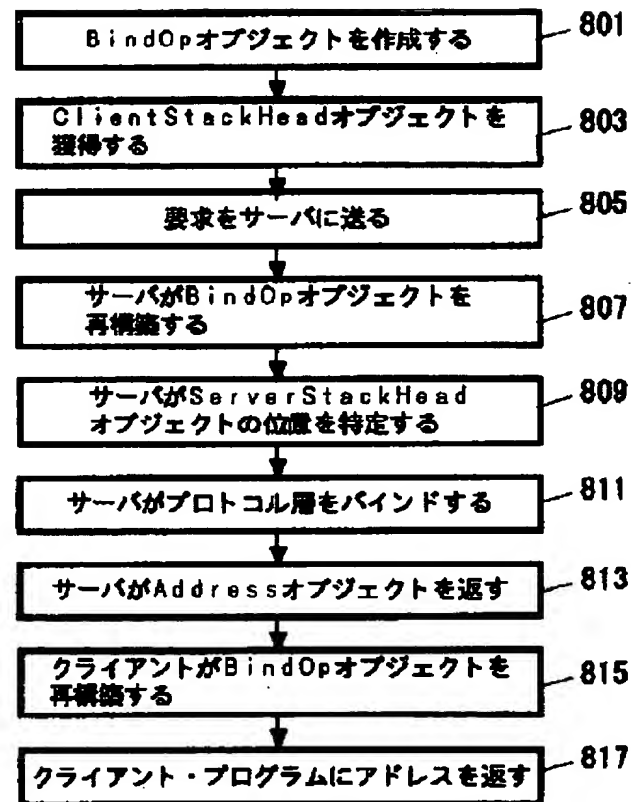 BindOpオブジェクトを作成する
801
ClientStackHeadオブジェクトを
獲得する
803
要求をサーバに送る
805
サーバがBindOpオブジェクトを
再構築する
807
サーバがServerStackHead
オブジェクトの位置を特定する
809
サーバがプロトコル層をバインドする
811
サーバがAddressオブジェクトを返す
813
クライアントがBindOpオブジェクトを
再構築する
815
クライアント・プログラムにアドレスを返す
817